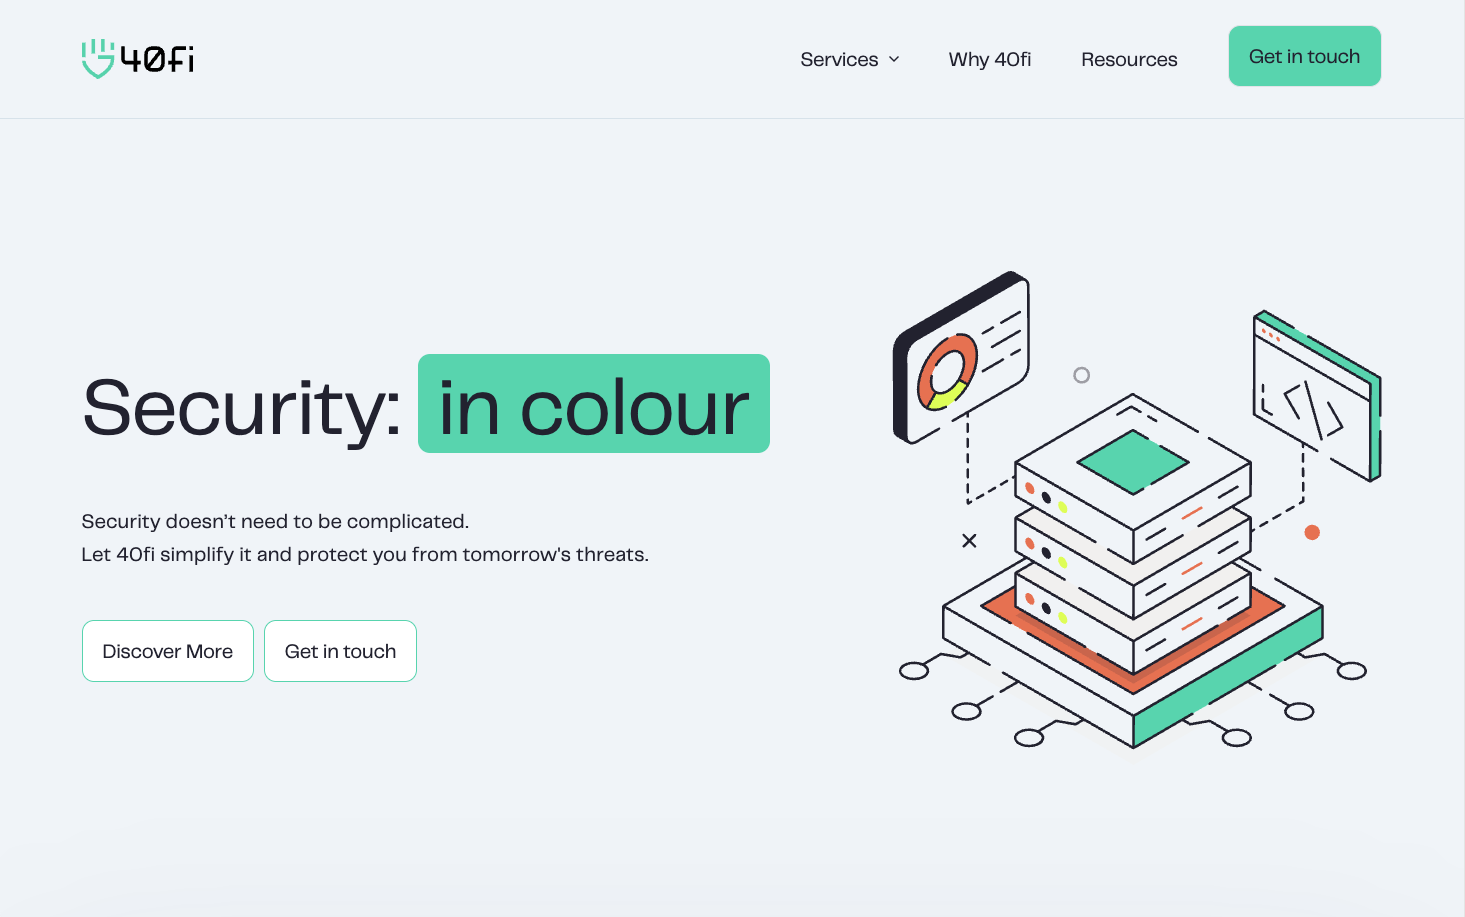 40fi
Services
Why 40fi
Resources
Get in touch
Security: in colour
Security doesn’t need to be complicated.
Let 40fi simplify it and protect you from tomorrow's threats.
Discover More
Get in touch